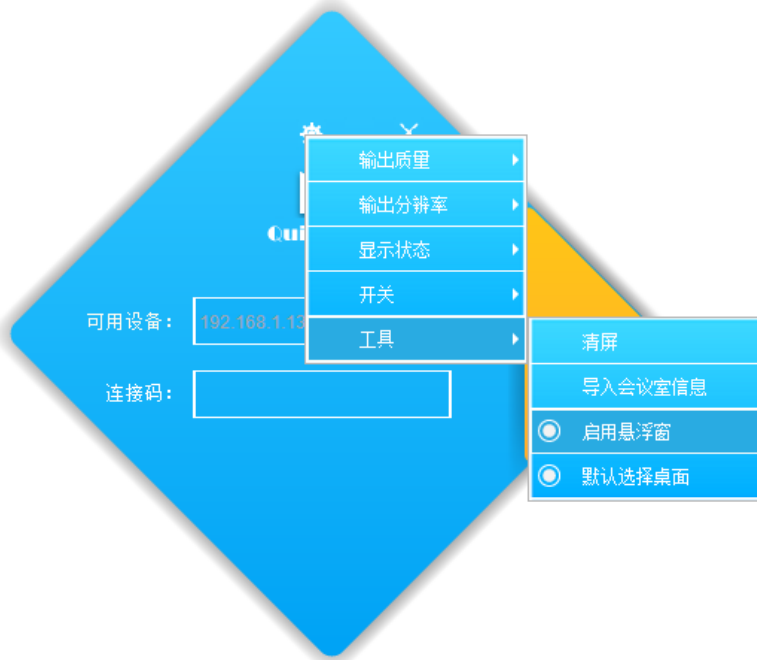 输出质量
输出分辨率
Qui
显示状态
开关
可用设备：
192.168.1.13
工具
清屏
导入会议室信息
连接码：
启用悬浮窗
默认选择桌面